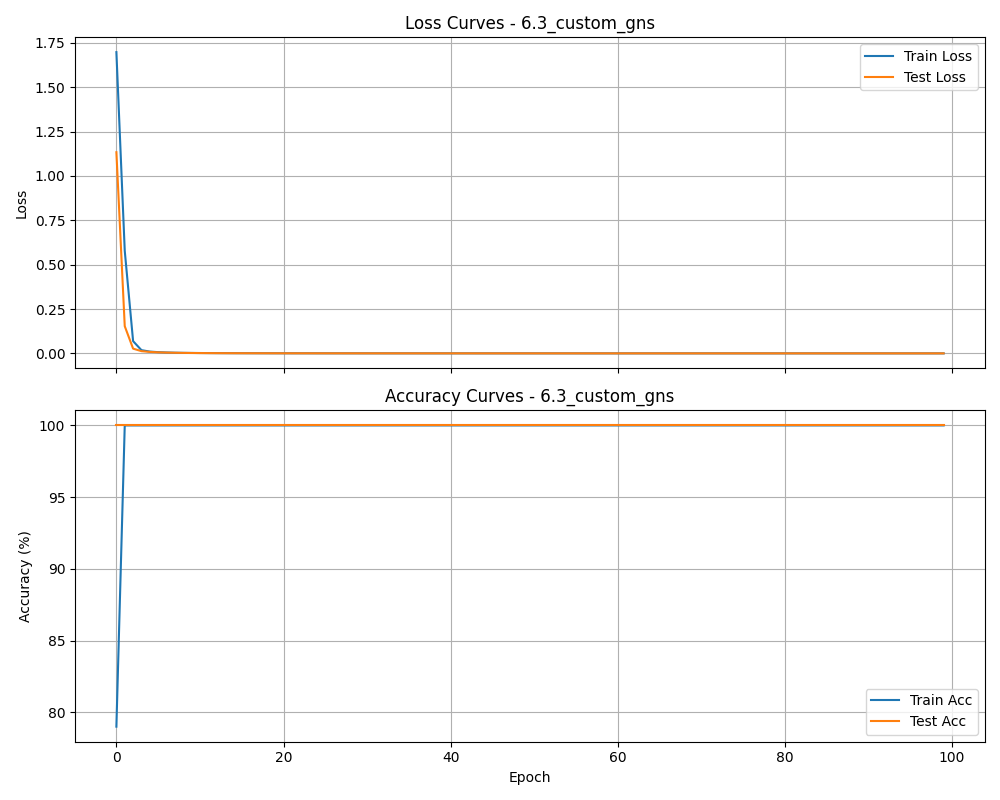 Loss Curves - 6.3_custom_gns
1.75
1.50
1.25
1.00
0.75
0.50
0.25
0.00
Loss
Train Loss
Test Loss
Accuracy Curves - 6.3_custom_gns
100
95
90
85
80
Accuracy (%)
Train Acc
Test Acc
0 20 40 60 80 100
Epoch